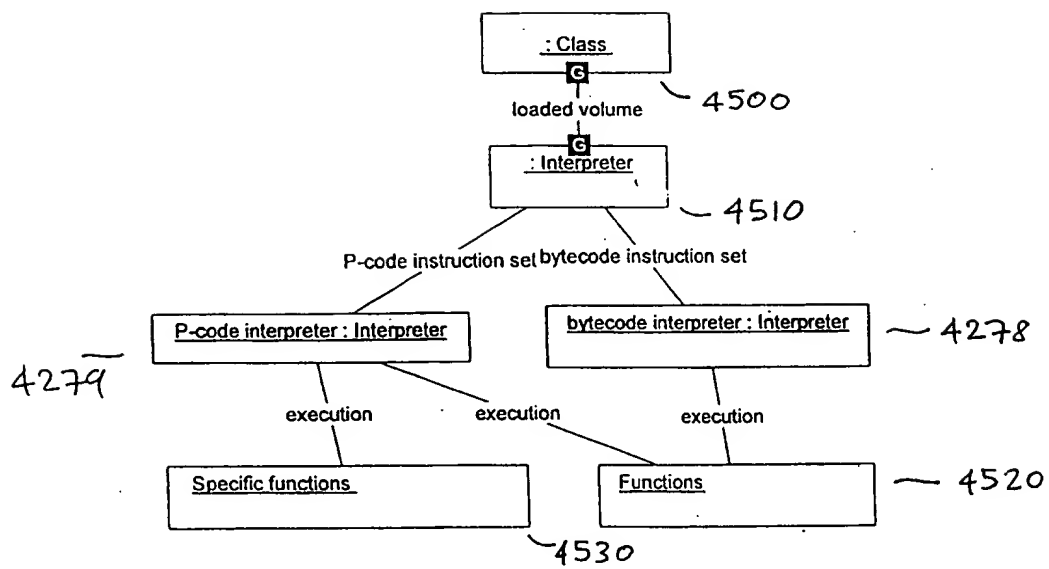 : Class
G
4500
loaded volume
G
: Interpreter
4510
P-code instruction set bytecode instruction set
P-code interpreter : Interpreter
bytecode interpreter : Interpreter
4278
4279
execution
execution
execution
Specific functions
Functions
4520
4530